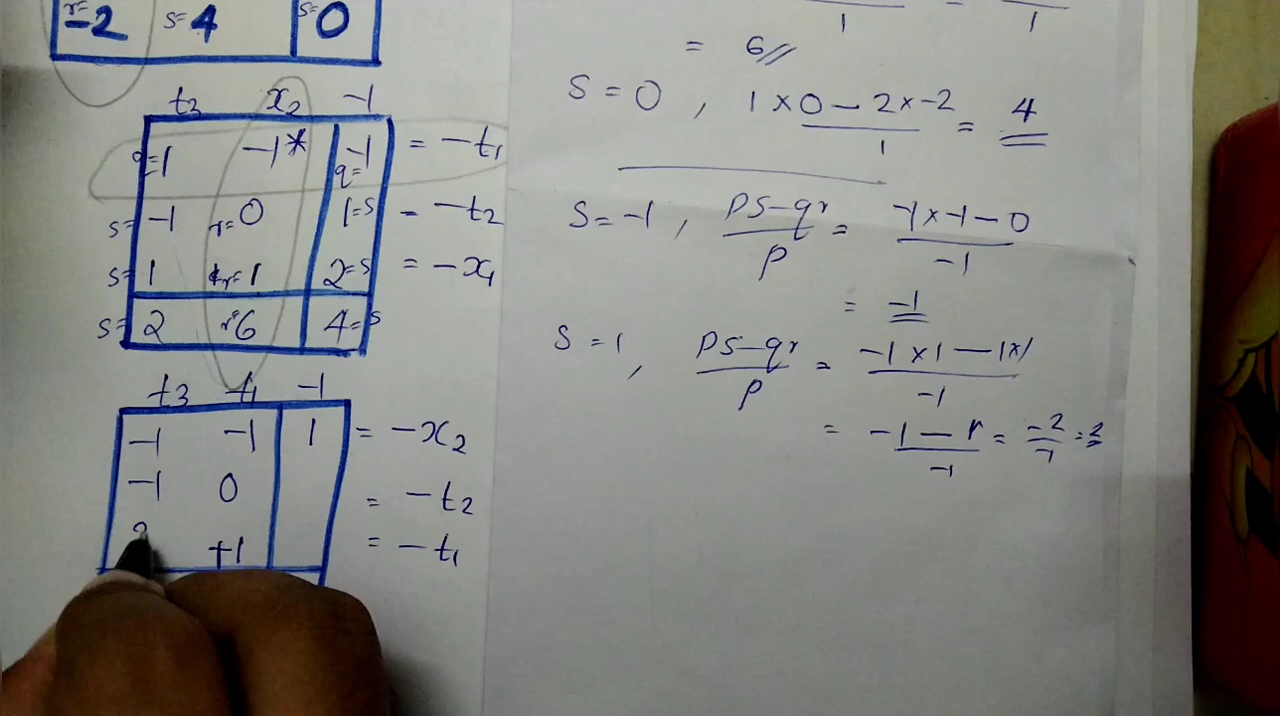 r=-2 s=4 s=0
t3 x2 -1
q=1 -1* q=-1 = -t1
s=-1 r=0 1=s = -t2
s=1 r=1 2=s = -x1
s=2 r=6 4=s
t3 t1 -1
-1 -1 1 = -x2
-1 0 = -t2
+1 = -t1
1 - 1
= 6//
S=0, 1×0-2×-2/1 = 4
S=-1, ps-qr/p = -1×-1-0/-1
= -1
S=1, ps-qr/p = -1×1-1×1/-1
= -1-1/-1 = -2/-1 = 2